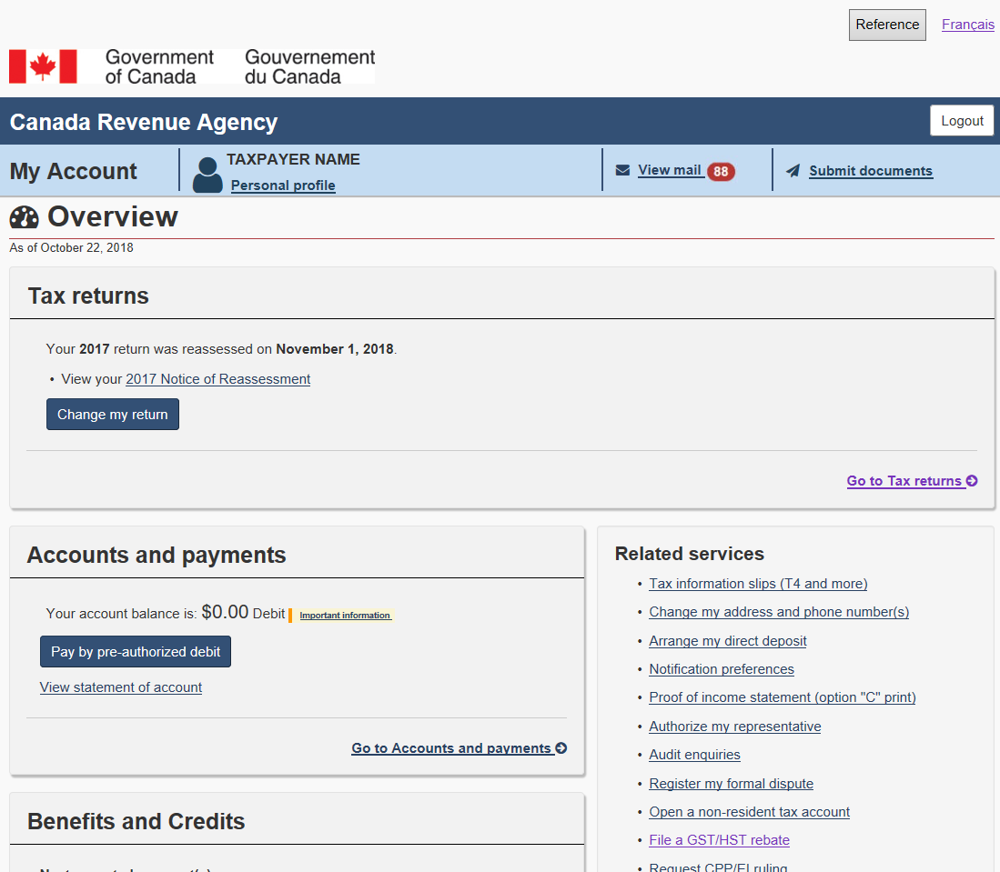 Reference Français
Government Gouvernement
of Canada du Canada
Canada Revenue Agency Logout
My Account TAXPAYER NAME
Personal profile View mail 88 Submit documents
Overview
As of October 22, 2018
Tax returns
Your 2017 return was reassessed on November 1, 2018.
• View your 2017 Notice of Reassessment
Change my return
Go to Tax returns
Accounts and payments
Your account balance is: $0.00 Debit Important information
Pay by pre-authorized debit
View statement of account
Go to Accounts and payments
Benefits and Credits
Related services
• Tax information slips (T4 and more)
• Change my address and phone number(s)
• Arrange my direct deposit
• Notification preferences
• Proof of income statement (option "C" print)
• Authorize my representative
• Audit enquiries
• Register my formal dispute
• Open a non-resident tax account
• File a GST/HST rebate
• Request CPP/EI ruling